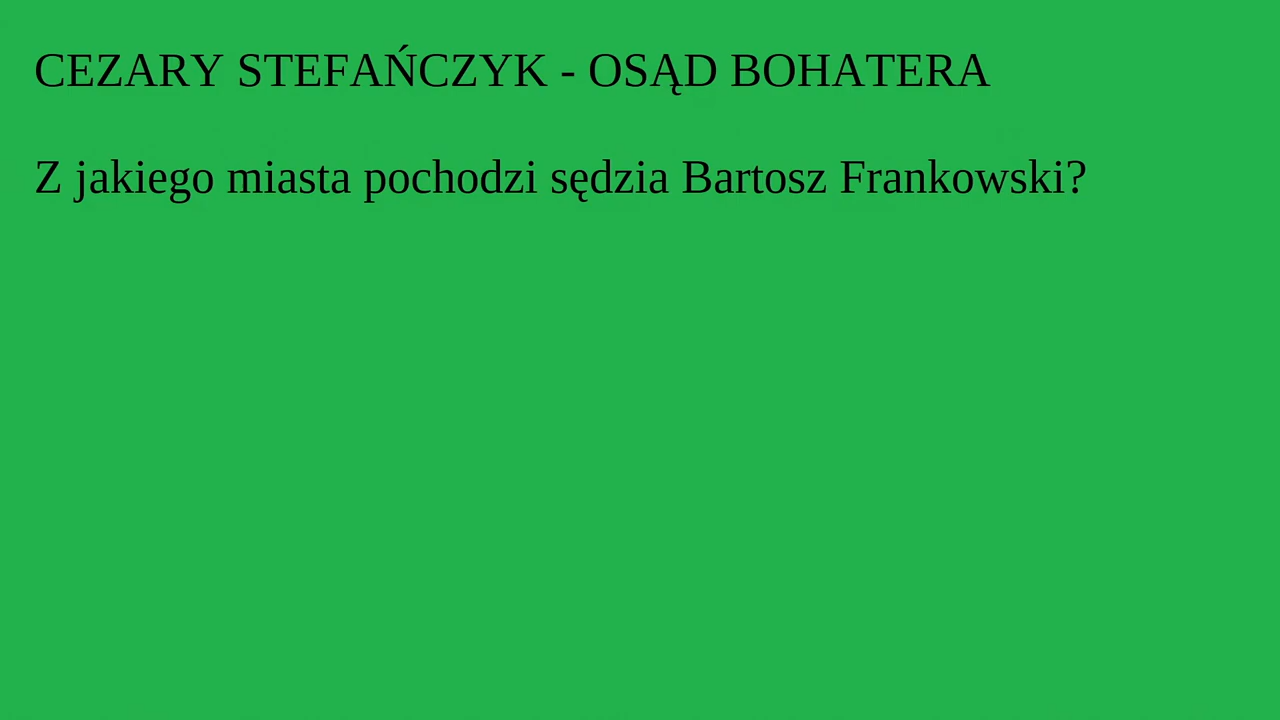 CEZARY STEFAŃCZYK - OSĄD BOHATERA
Z jakiego miasta pochodzi sędzia Bartosz Frankowski?